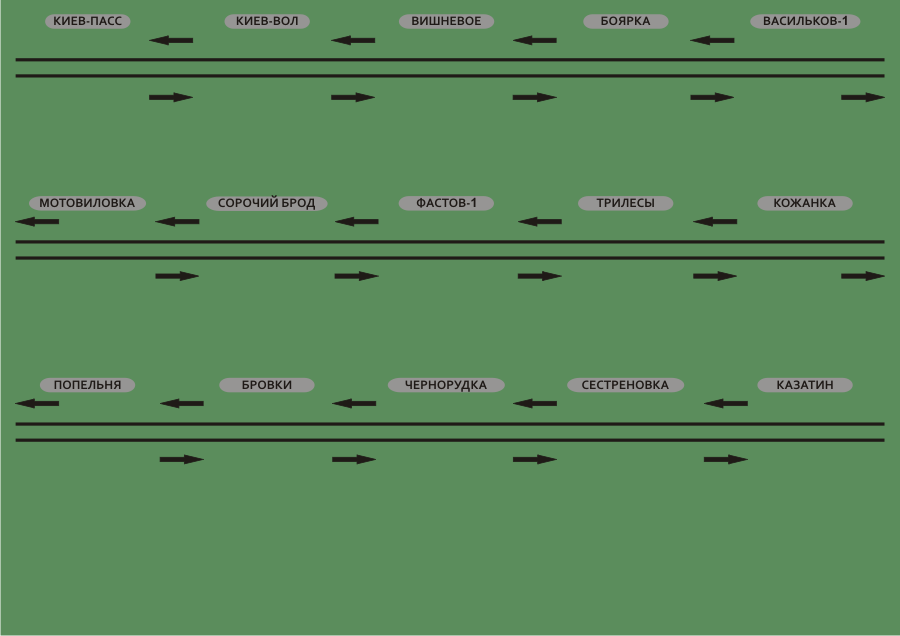 КИЕВ-ПАСС КИЕВ-ВОЛ ВИШНЕВОЕ БОЯРКА ВАСИЛЬКОВ-1
МОТОВИЛОВКА СОРОЧИЙ БРОД ФАСТОВ-1 ТРИЛЕСЫ КОЖАНКА
ПОПЕЛЬНЯ БРОВКИ ЧЕРНОРУДКА СЕСТРЕНОВКА КАЗАТИН